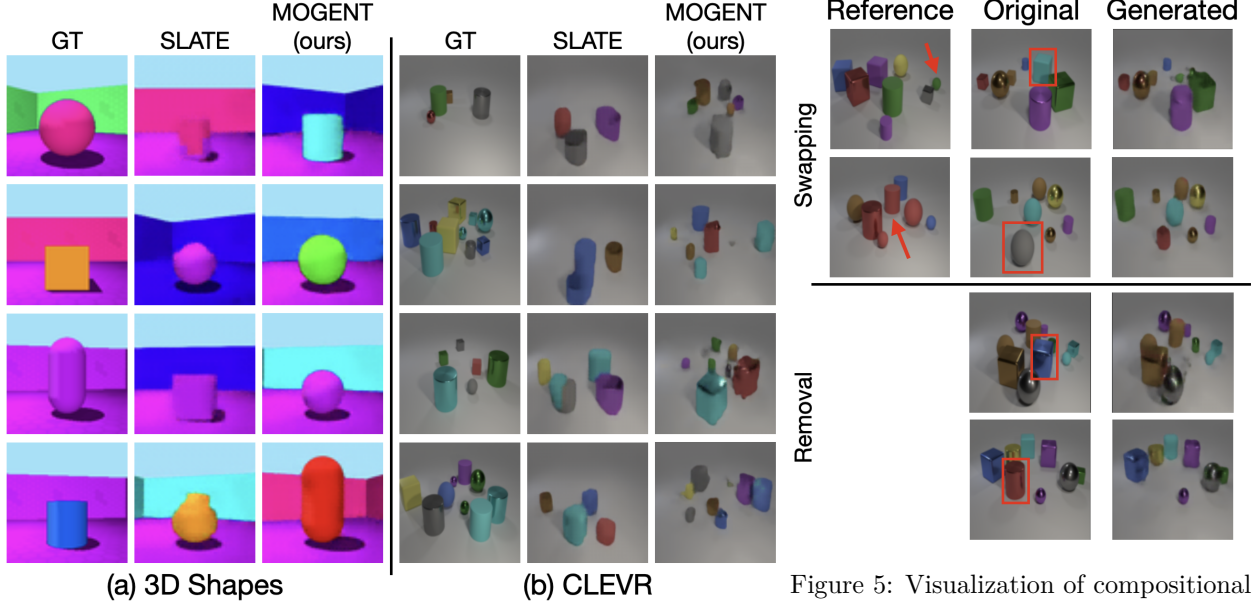 GT SLATE MOGENT (ours)
GT SLATE MOGENT (ours)
Reference Original Generated
Swapping
Removal
(a) 3D Shapes
(b) CLEVR
Figure 5: Visualization of compositional